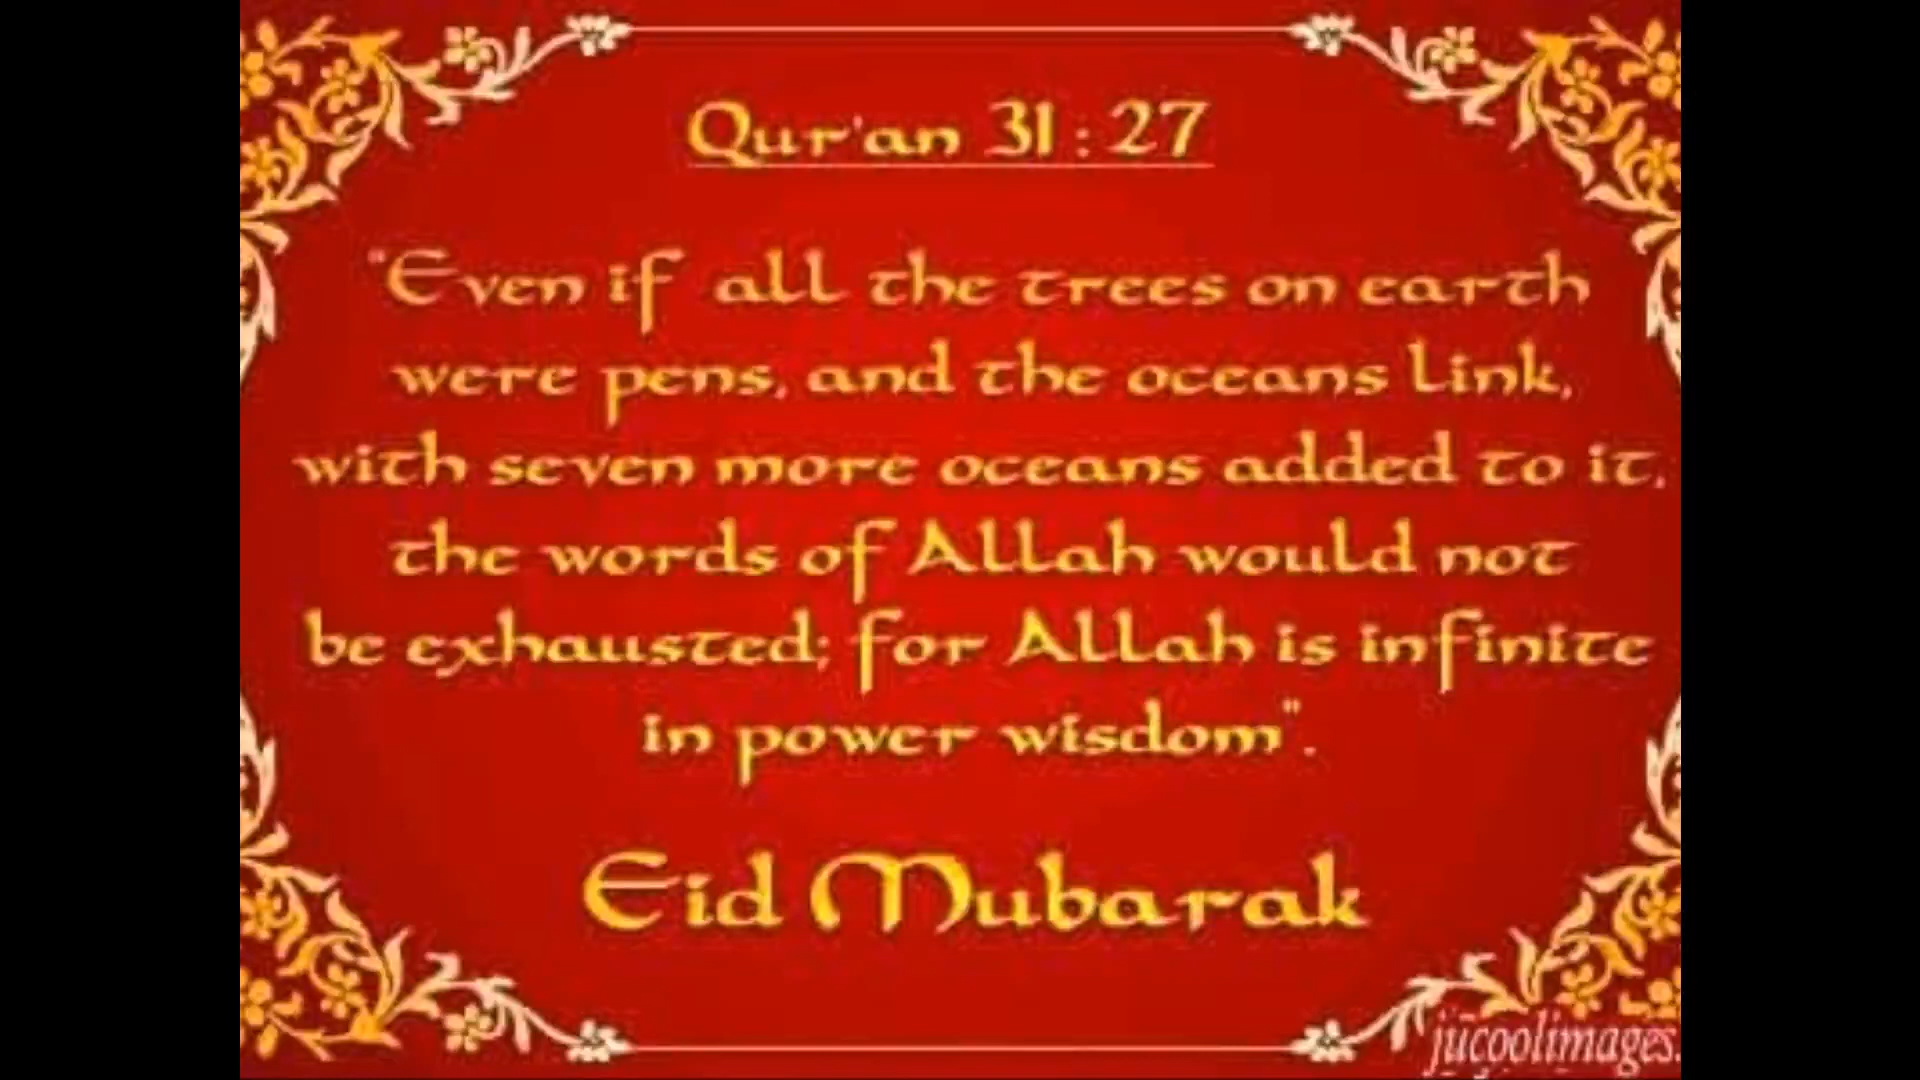 Qur'an 31 : 27
"Even if all the trees on earth
were pens, and the oceans link,
with seven more oceans added to it,
the words of Allah would not
be exhausted; for Allah is infinite
in power wisdom".
Eid Mubarak
jucoolimages.